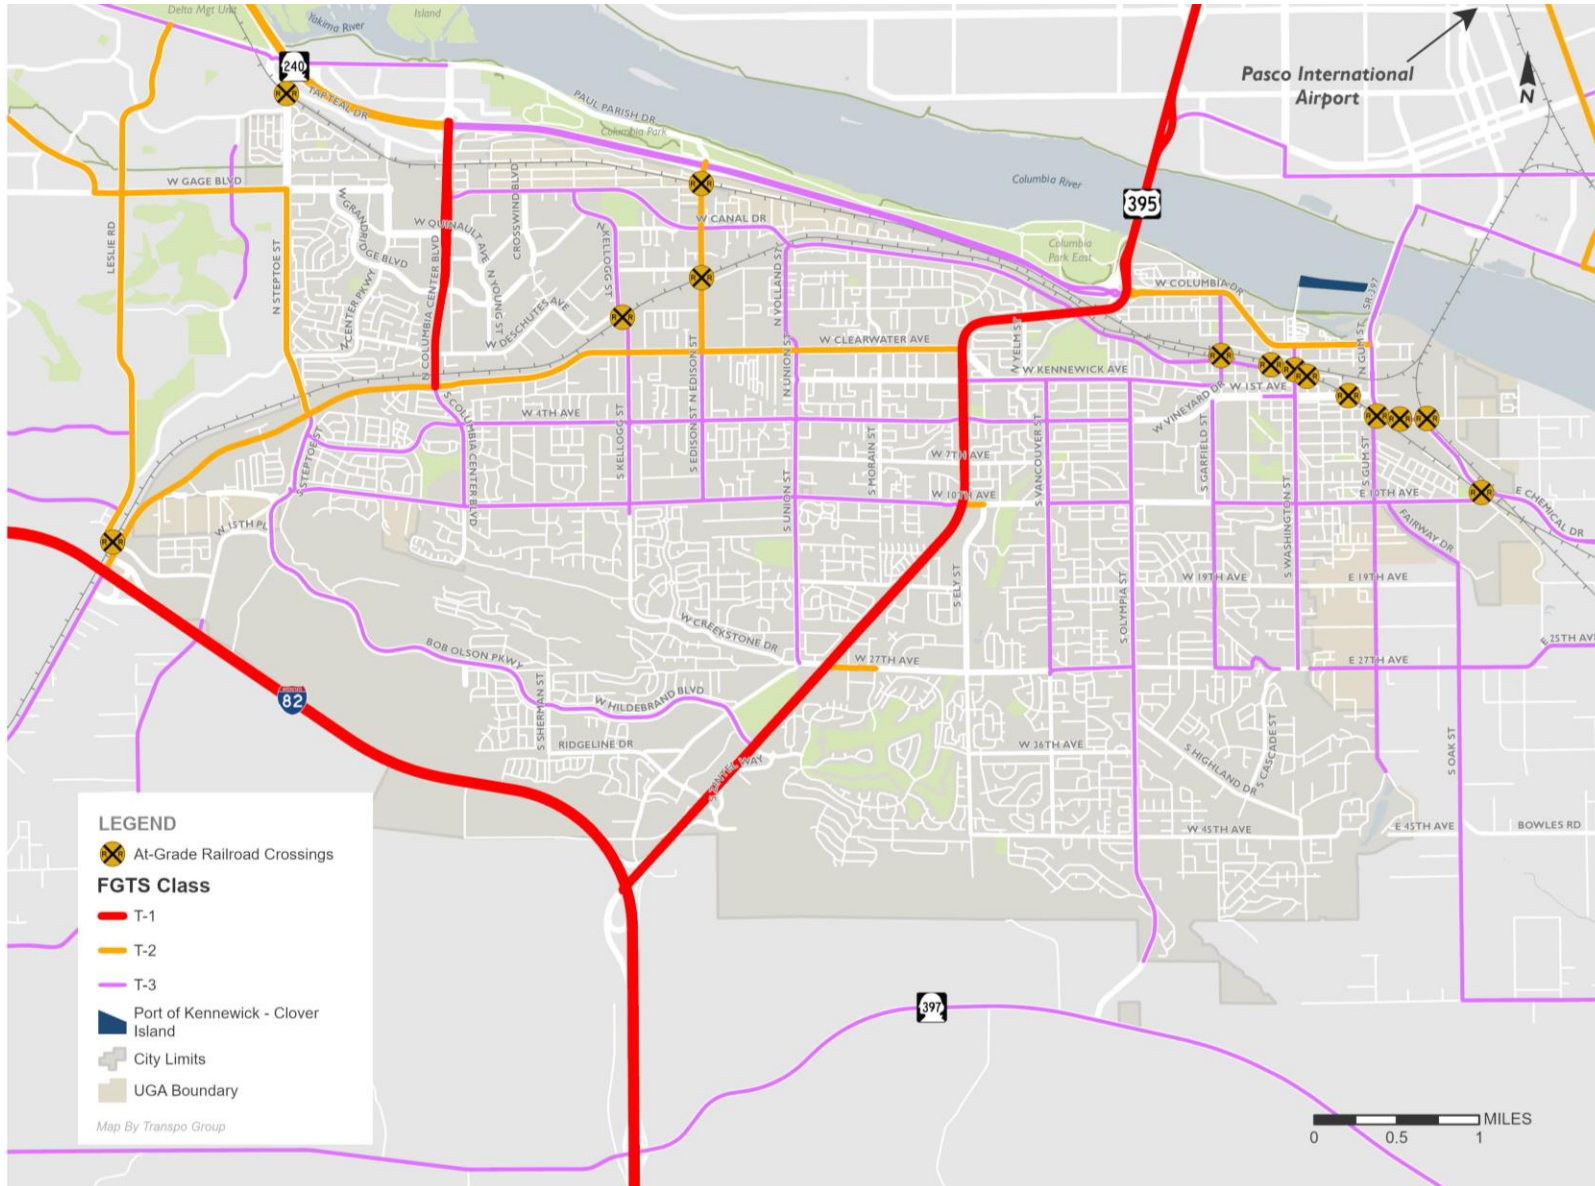 Delta Mgt Unit
Yakima River
Island
240
TAPTEAL DR
PAUL PARISH DR
Columbia Park
Pasco International
Airport
N
Columbia River
395
W GAGE BLVD
LESLIE RD
N STEPTOE ST
W GRANDRIDGE BLVD
N CENTER PKWY
W QUINAULT AVE
N COLUMBIA CENTER BLVD
CROSSWIND BLVD
N YOUNG ST
W DESCHUTES AVE
N KELLOGG ST
W CANAL DR
N VOLLAND ST
Columbia
Park East
W COLUMBIA DR
SR 397
N GUM ST
N EDISON ST
N UNION ST
W CLEARWATER AVE
N YELM ST
W KENNEWICK AVE
W 1ST AVE
W VINEYARD DR
S COLUMBIA CENTER BLVD
W 4TH AVE
S STEPTOE ST
S KELLOGG ST
S EDISON ST
S UNION ST
S MORAIN ST
W 7TH AVE
W 10TH AVE
S VANCOUVER ST
S GARFIELD ST
S WASHINGTON ST
S GUM ST
E 10TH AVE
E CHEMICAL DR
FAIRWAY DR
W 15TH PL
S ELY ST
S OLYMPIA ST
W 19TH AVE
E 19TH AVE
E 25TH AVE
W CREEKSTONE DR
BOB OLSON PKWY
W 27TH AVE
E 27TH AVE
82
S SHERMAN ST
W HILDEBRAND BLVD
RIDGELINE DR
S ZINTEL WAY
W 36TH AVE
S HIGHLAND DR
S CASCADE ST
S OAK ST
W 45TH AVE
E 45TH AVE
BOWLES RD
397
LEGEND
At-Grade Railroad Crossings
FGTS Class
T-1
T-2
T-3
Port of Kennewick - Clover
Island
City Limits
UGA Boundary
Map By Transpo Group
MILES
0
0.5
1